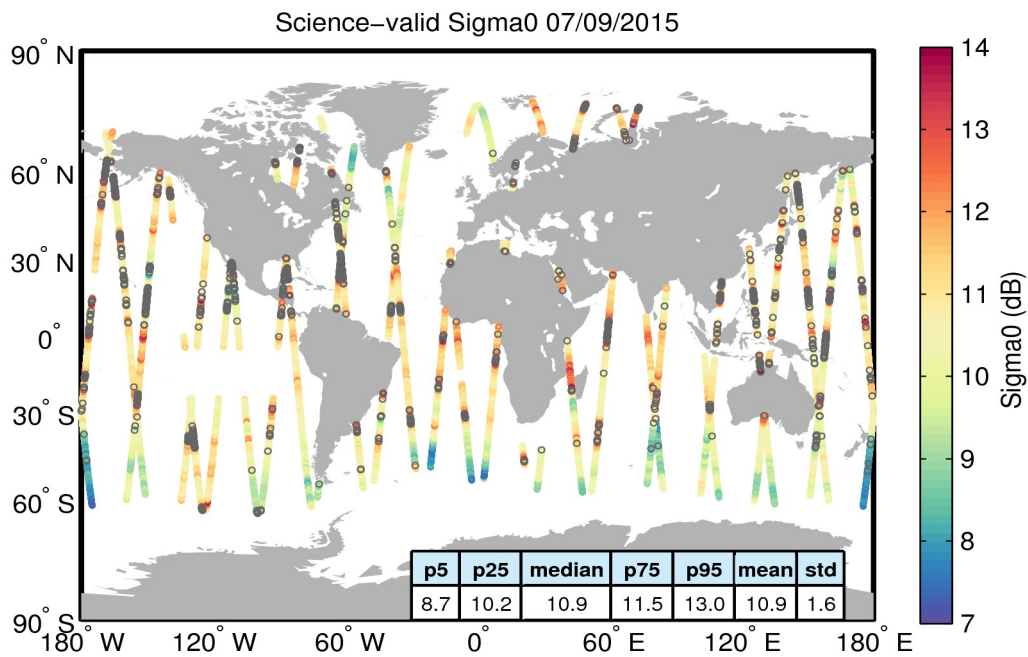 Science−valid Sigma0 07/09/2015
90° N
60° N
30° N
0°
30° S
60° S
90° S
180° W
120° W
60° W
0°
60° E
120° E
180° E
14
13
12
11
10
9
8
7
Sigma0 (dB)
p5 p25 median p75 p95 mean std
8.7 10.2 10.9 11.5 13.0 10.9 1.6